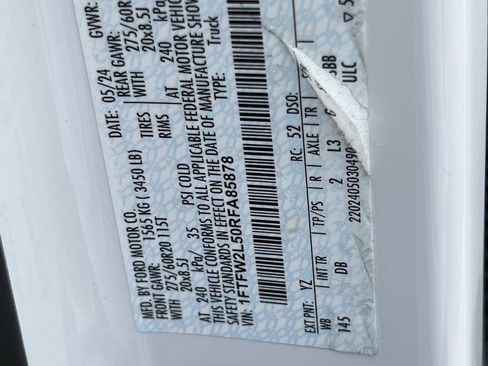 MFD. BY FORD MOTOR CO.
DATE: 05/24
GVWR:
FRONT GAWR: 1565 KG ( 3450 LB)
REAR GAWR:
WITH 275/60R20 115T TIRES
WITH 275/60R
20x8.5J RIMS
20x8.5J
AT 240 kPa/ 35 PSI COLD
AT 240 kPa
THIS VEHICLE CONFORMS TO ALL APPLICABLE FEDERAL MOTOR VEHIC
SAFETY STANDARDS IN EFFECT ON THE DATE OF MANUFACTURE SHOW
VIN: 1FTFW2L50RFA85878
TYPE: Truck
EXT PNT: YZ RC: 52 DSO:
WB INT TR TP/PS R AXLE TR
145 DB 2 L3
BB
ULC
2202405030490